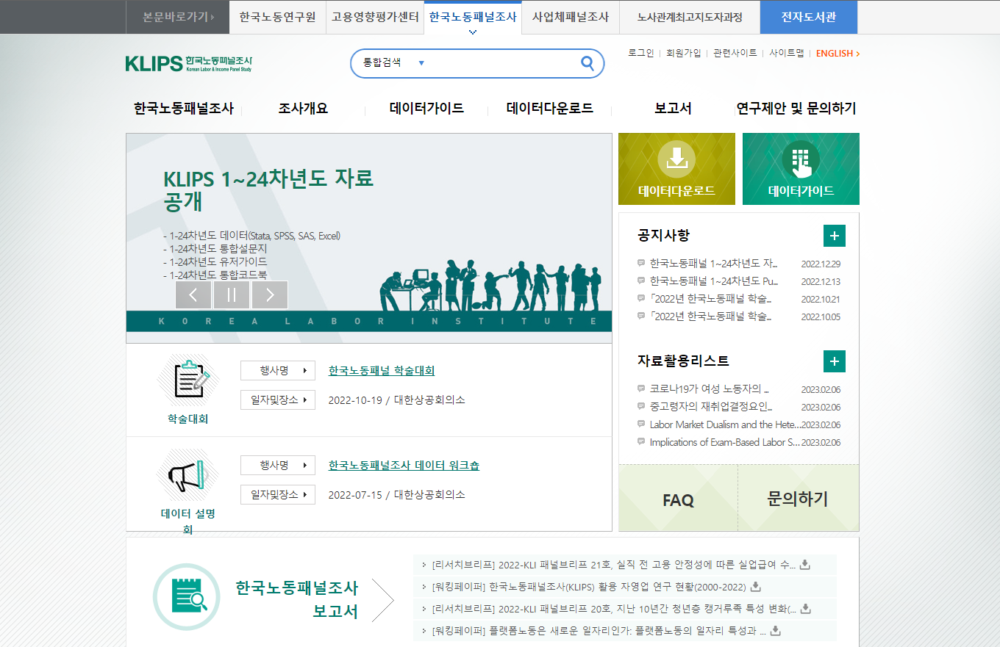 본문바로가기
한국노동연구원
고용영향평가센터
한국노동패널조사
사업체패널조사
노사관계최고지도자과정
전자도서관
KLIPS 한국노동패널조사
Korean Labor & Income Panel Study
통합검색
로그인
회원가입
관련사이트
사이트맵
ENGLISH
한국노동패널조사
조사개요
데이터가이드
데이터다운로드
보고서
연구제안 및 문의하기
KLIPS 1~24차년도 자료
공개
- 1-24차년도 데이터(Stata, SPSS, SAS, Excel)
- 1-24차년도 통합설문지
- 1-24차년도 유저가이드
- 1-24차년도 통합코드북
KOREA LABOR INSTITUTE
데이터다운로드
데이터가이드
공지사항
한국노동패널 1~24차년도 자... 2022.12.29
한국노동패널 1~24차년도 Pu... 2022.12.13
「2022년 한국노동패널 학술... 2022.10.21
「2022년 한국노동패널 학술... 2022.10.05
자료활용리스트
코로나19가 여성 노동자의 ... 2023.02.06
중고령자의 재취업결정요인... 2023.02.06
Labor Market Dualism and the Hete... 2023.02.06
Implications of Exam-Based Labor S... 2023.02.06
FAQ
문의하기
학술대회
행사명
한국노동패널 학술대회
일자및장소
2022-10-19 / 대한상공회의소
데이터 설명
회
행사명
한국노동패널조사 데이터 워크숍
일자및장소
2022-07-15 / 대한상공회의소
한국노동패널조사
보고서
[리서치브리프] 2022-KLI 패널브리프 21호, 실직 전 고용 안정성에 따른 실업급여 수...
[워킹페이퍼] 한국노동패널조사(KLIPS) 활용 자영업 연구 현황(2000-2022)
[리서치브리프] 2022-KLI 패널브리프 20호, 지난 10년간 청년층 캥거루족 특성 변화(...
[워킹페이퍼] 플랫폼노동은 새로운 일자리인가: 플랫폼노동의 일자리 특성과 ...